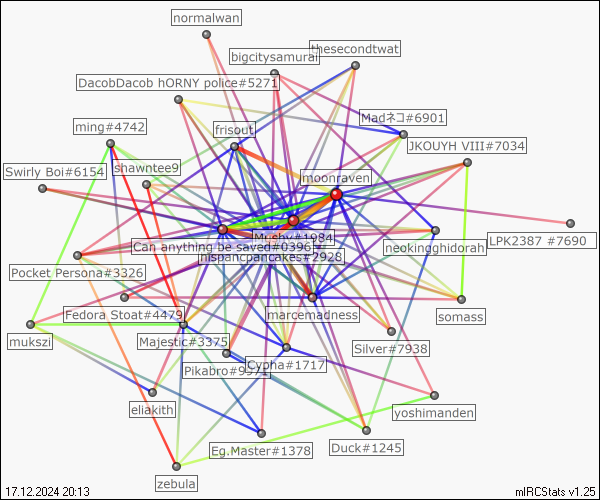 normalwan
thesecondtwat
bigcitysamurai
DacobDacob hORNY police#5271
Madネコ#6901
ming#4742
frisout
JKOUYH VIII#7034
shawntee9
Swirly Boi#6154
moonraven
Mushy#1984
LPK2387 #7690
Can anything be saved#0396
neokingghidorah
hispancpancakes#2928
Pocket Persona#3326
Fedora Stoat#4479
marcemadness
somass
mukszi
Majestic#3375
Silver#7938
Cypha#1717
Pikabro#9971
eliakith
yoshimanden
Eg.Master#1378
Duck#1245
zebula
17.12.2024 20:13
mIRCStats v1.25